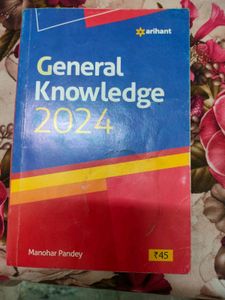 arihant
General
Knowledge
2024
Manohar Pandey
₹45